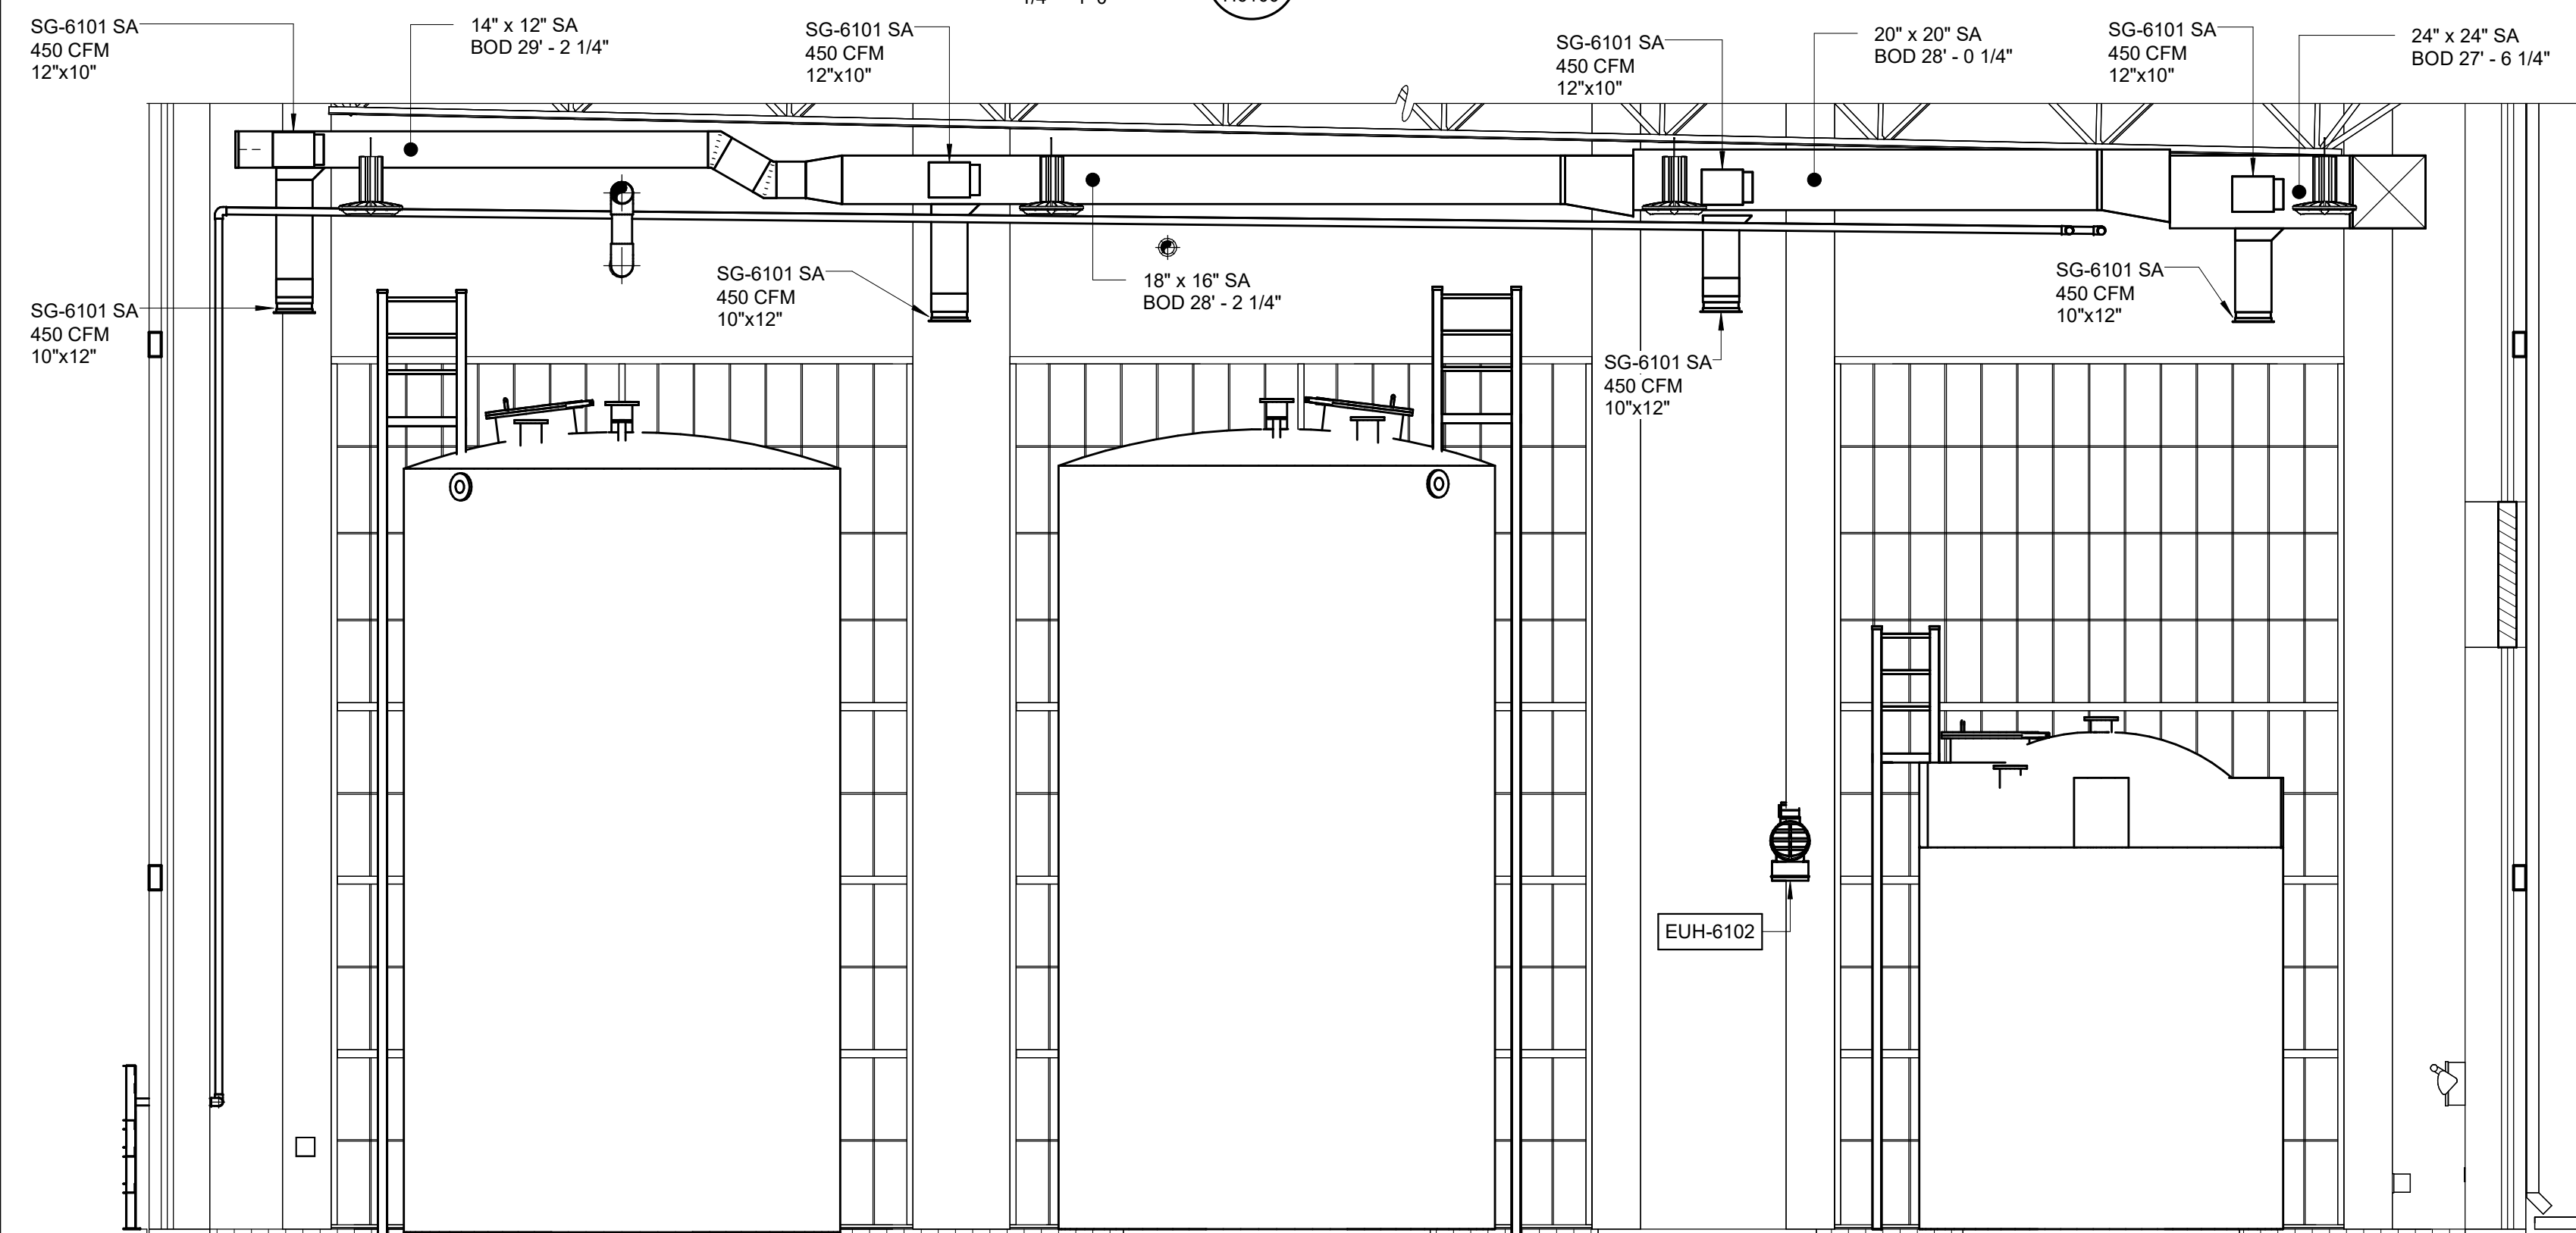 SG-6101 SA
450 CFM
12"x10"
14" x 12" SA
BOD 29' - 2 1/4"
SG-6101 SA
450 CFM
12"x10"
SG-6101 SA
450 CFM
12"x10"
20" x 20" SA
BOD 28' - 0 1/4"
SG-6101 SA
450 CFM
12"x10"
24" x 24" SA
BOD 27' - 6 1/4"
SG-6101 SA
450 CFM
10"x12"
SG-6101 SA
450 CFM
10"x12"
18" x 16" SA
BOD 28' - 2 1/4"
SG-6101 SA
450 CFM
10"x12"
SG-6101 SA
450 CFM
10"x12"
EUH-6102